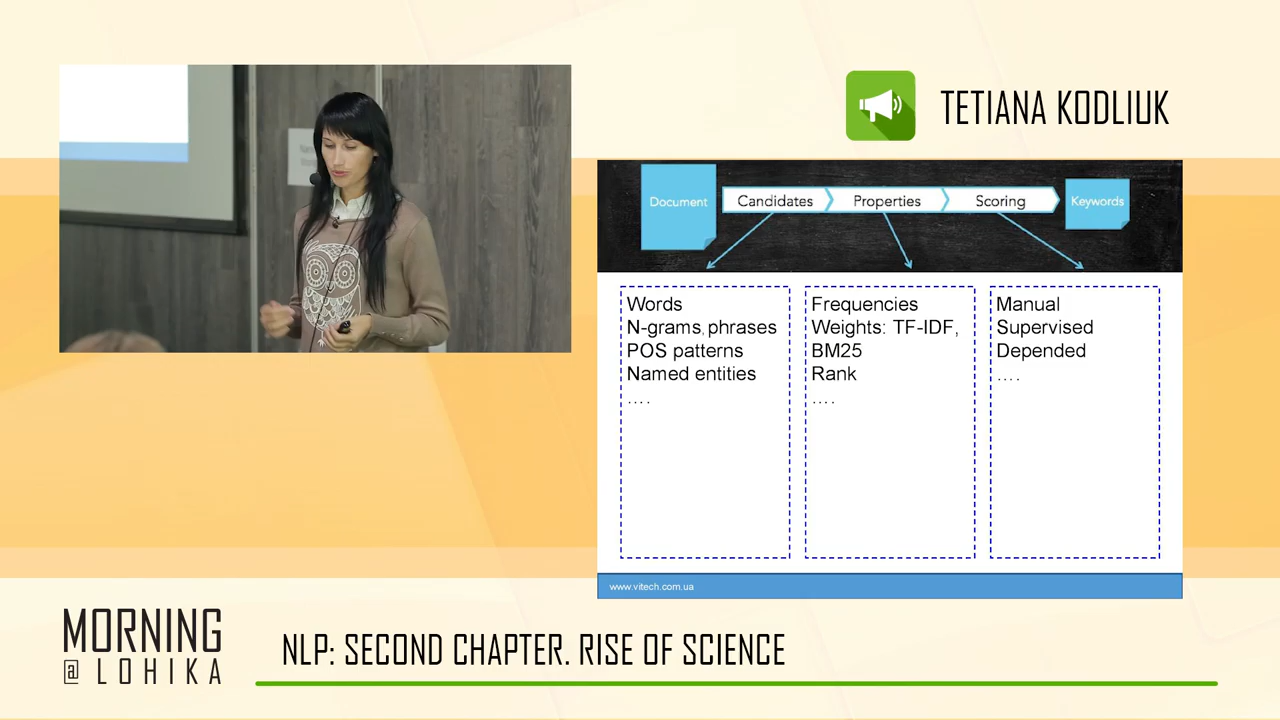 TETIANA KODLIUK
Document
Candidates
Properties
Scoring
Keywords
Words
N-grams, phrases
POS patterns
Named entities
....
Frequencies
Weights: TF-IDF,
BM25
Rank
....
Manual
Supervised
Depended
....
www.vitech.com.ua
MORNING
@ LOHIKA
NLP: SECOND CHAPTER. RISE OF SCIENCE